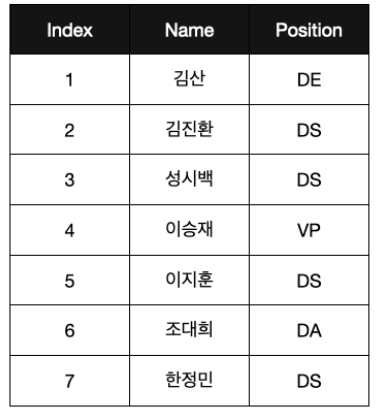 Index Name Position
1 김산 DE
2 김진환 DS
3 성시백 DS
4 이승재 VP
5 이지훈 DS
6 조대희 DA
7 한정민 DS